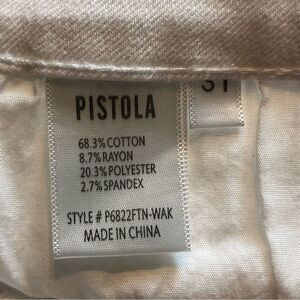 31
PISTOLA
68.3% COTTON
8.7% RAYON
20.3% POLYESTER
2.7% SPANDEX
STYLE # P6822FTN-WAK
MADE IN CHINA